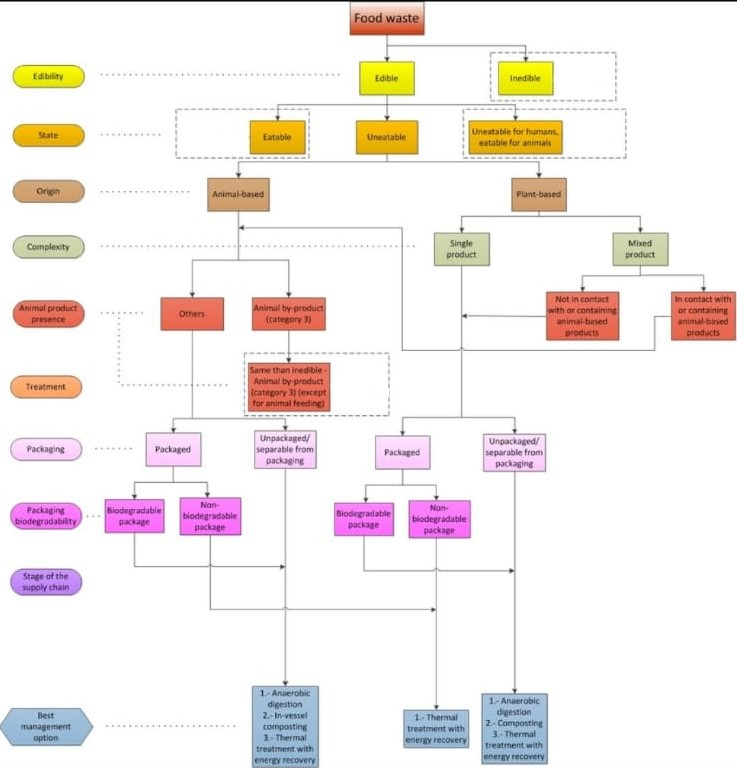 Food waste
Edibility
Edible
Inedible
State
Eatable
Uneatable
Uneatable for humans,
eatable for animals
Origin
Animal-based
Plant-based
Complexity
Single
product
Mixed
product
Animal product
presence
Others
Animal by-product
(category 3)
Not in contact
with or containing
animal-based
products
In contact with
or containing
animal-based
products
Treatment
Same than inedible -
Animal by-product
(category 3) (except
for animal feeding)
Packaging
Packaged
Unpackaged/
separable from
packaging
Packaged
Unpackaged/
separable from
packaging
Packaging
biodegradability
Biodegradable
package
Non-
biodegradable
package
Biodegradable
package
Non-
biodegradable
package
Stage of the
supply chain
Best
management
option
1.- Anaerobic
digestion
2.- In-vessel
composting
3.- Thermal
treatment with
energy recovery
1.- Thermal
treatment with
energy recovery
1.- Anaerobic
digestion
2.- Composting
3.- Thermal
treatment with
energy recovery